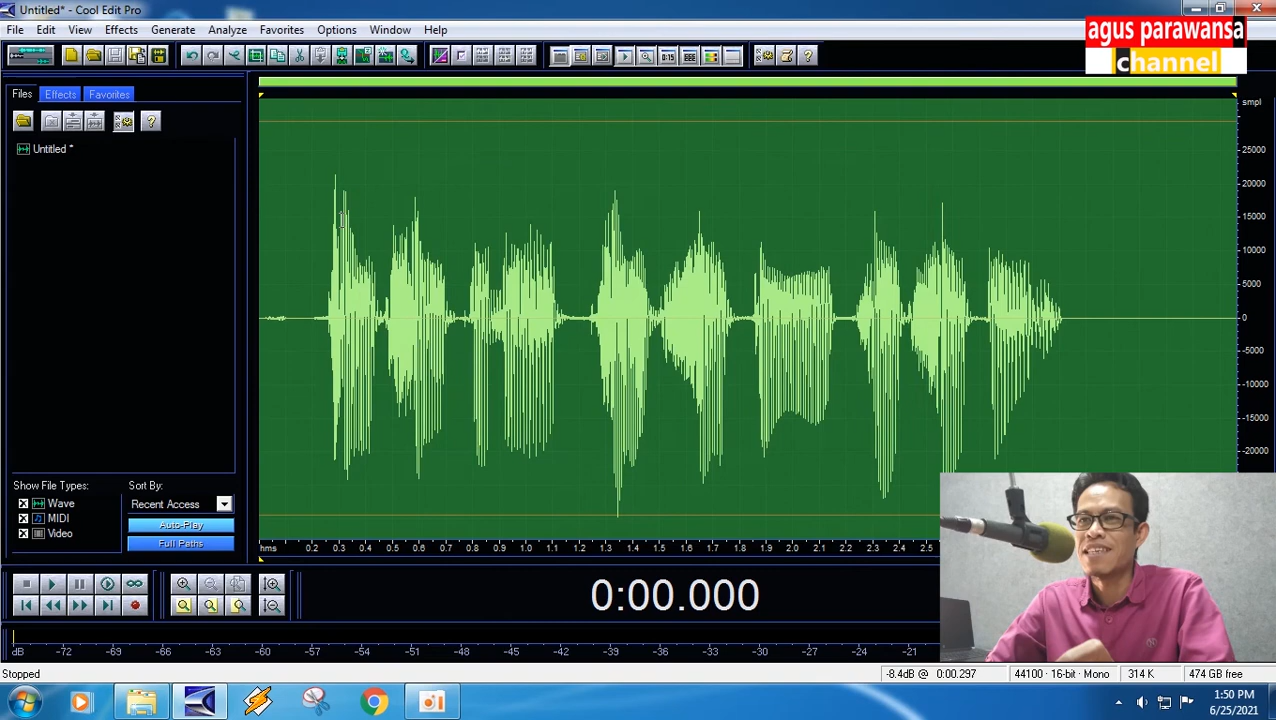 Untitled* - Cool Edit Pro
File Edit View Effects Generate Analyze Favorites Options Window Help
agus parawansa
channel
Files Effects Favorites
Untitled *
smpl
25000
20000
15000
10000
5000
0
-5000
-10000
-15000
-20000
hms 0.2 0.3 0.4 0.5 0.6 0.7 0.8 0.9 1.0 1.1 1.2 1.3 1.4 1.5 1.6 1.7 1.8 1.9 2.0 2.1 2.2 2.3 2.4 2.5
Show File Types: Sort By:
Wave Recent Access
MIDI Auto-Play
Video Full Paths
0:00.000
dB -72 -69 -66 -63 -60 -57 -54 -51 -48 -45 -42 -39 -36 -33 -30 -27 -24 -21
Stopped -8.4dB @ 0:00.297 44100 · 16-bit · Mono 314 K 474 GB free
1:50 PM
6/25/2021